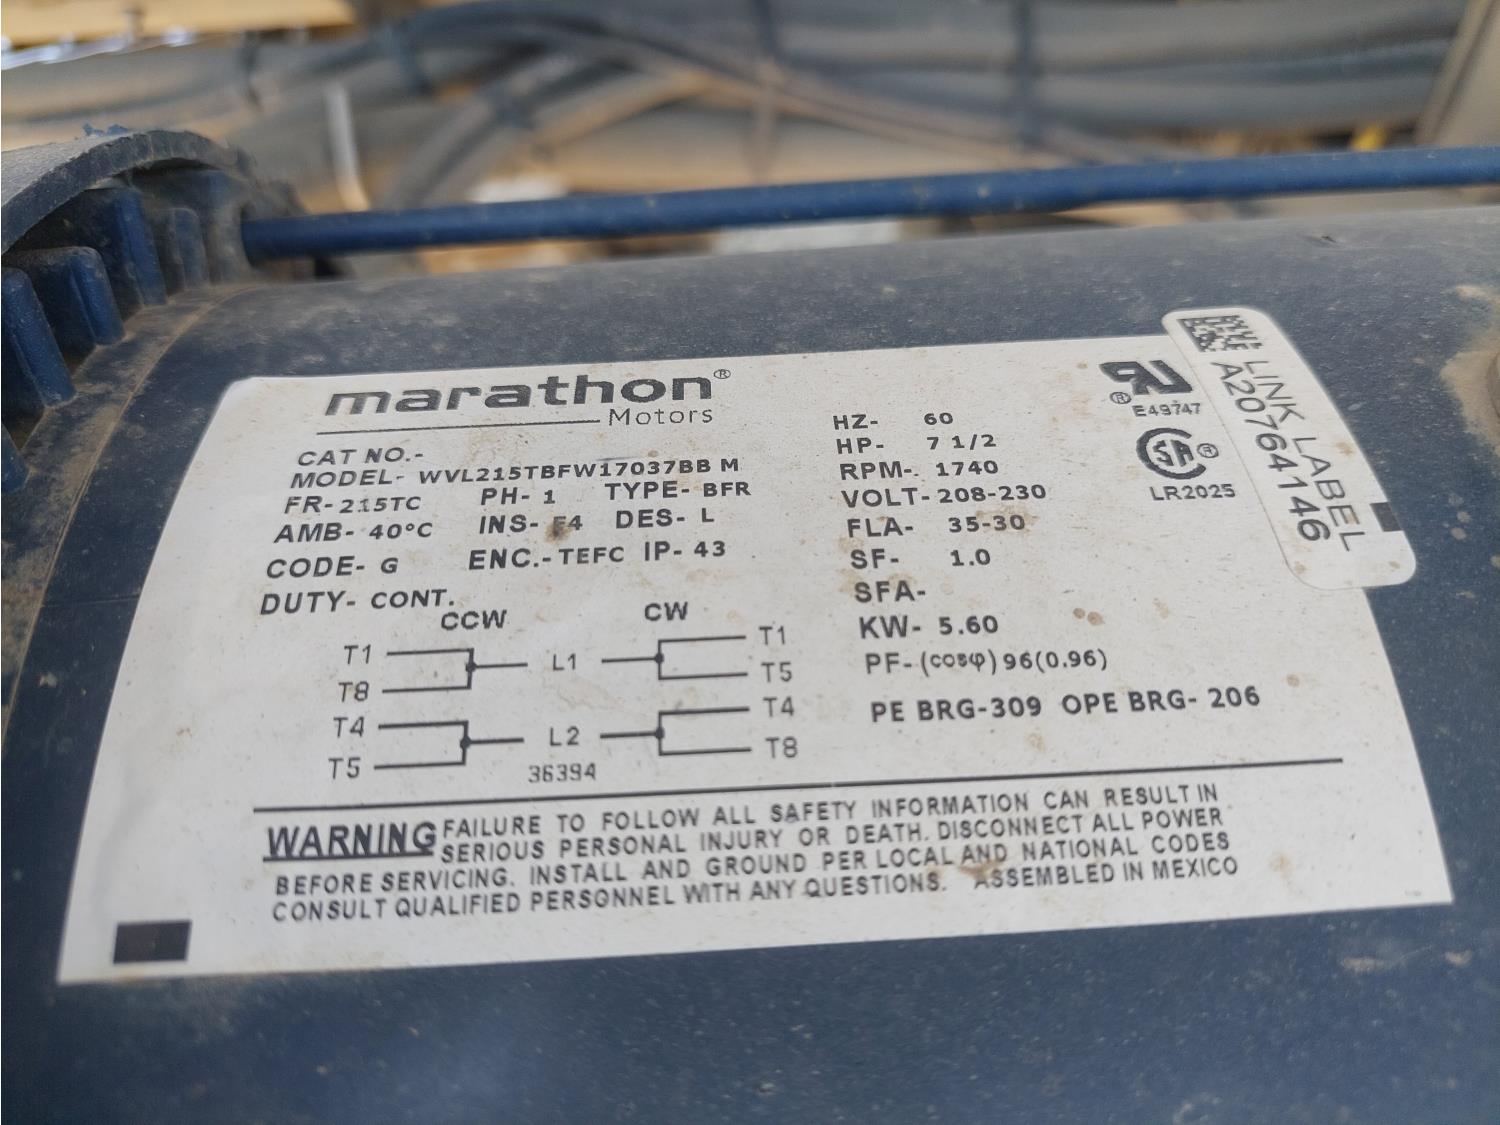 marathon®
Motors
CAT NO.-
MODEL- WVL215TBFW17037BB M
FR- 215TC PH- 1 TYPE- BFR
AMB- 40°C INS- F4 DES- L
CODE- G ENC.- TEFC IP- 43
DUTY- CONT.
CCW CW
T1 L1 T1
T8 T5
T4 L2 T4
T5 T8
36394
HZ- 60
HP- 7 1/2
RPM-. 1740
VOLT- 208-230
FLA- 35-30
SF- 1.0
SFA-
KW- 5.60
PF- (cosφ) 96(0.96)
PE BRG-309 OPE BRG- 206
®
E49747
SA ®
LR2025
LINK LABEL
A20764146
WARNING FAILURE TO FOLLOW ALL SAFETY INFORMATION CAN RESULT IN
SERIOUS PERSONAL INJURY OR DEATH. DISCONNECT ALL POWER
BEFORE SERVICING. INSTALL AND GROUND PER LOCAL AND NATIONAL CODES
CONSULT QUALIFIED PERSONNEL WITH ANY QUESTIONS. ASSEMBLED IN MEXICO